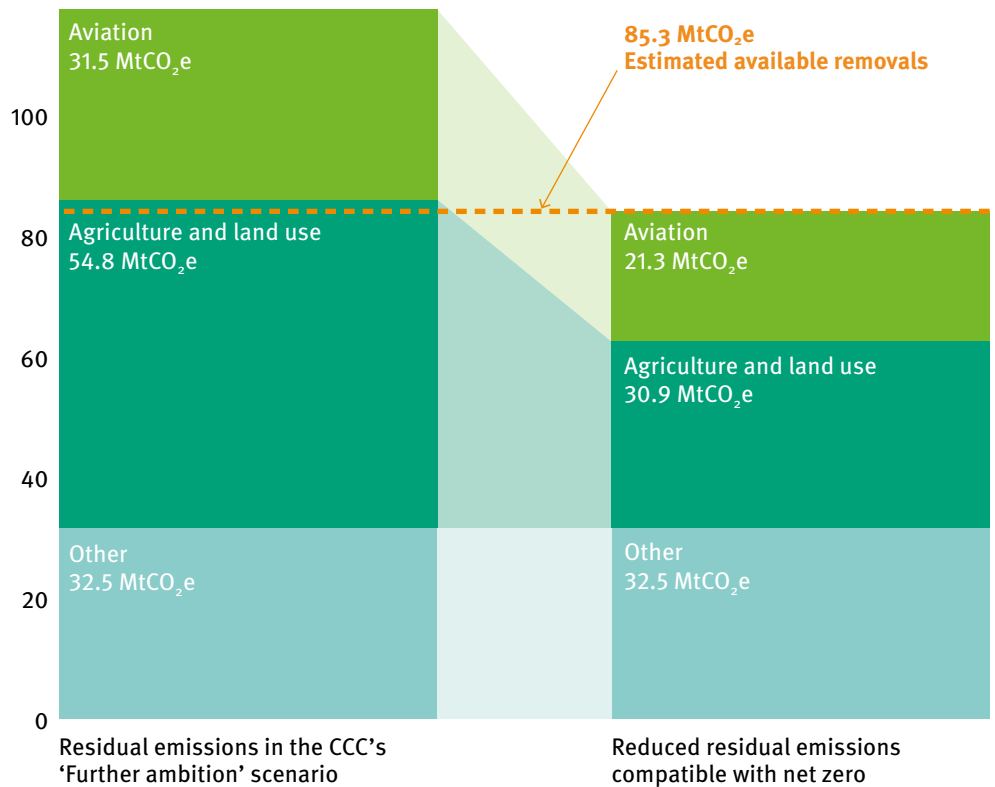 Aviation
31.5 MtCO₂e
85.3 MtCO₂e
Estimated available removals
100
80
60
40
20
0
Agriculture and land use
54.8 MtCO₂e
Other
32.5 MtCO₂e
Aviation
21.3 MtCO₂e
Agriculture and land use
30.9 MtCO₂e
Other
32.5 MtCO₂e
Residual emissions in the CCC’s
‘Further ambition’ scenario
Reduced residual emissions
compatible with net zero